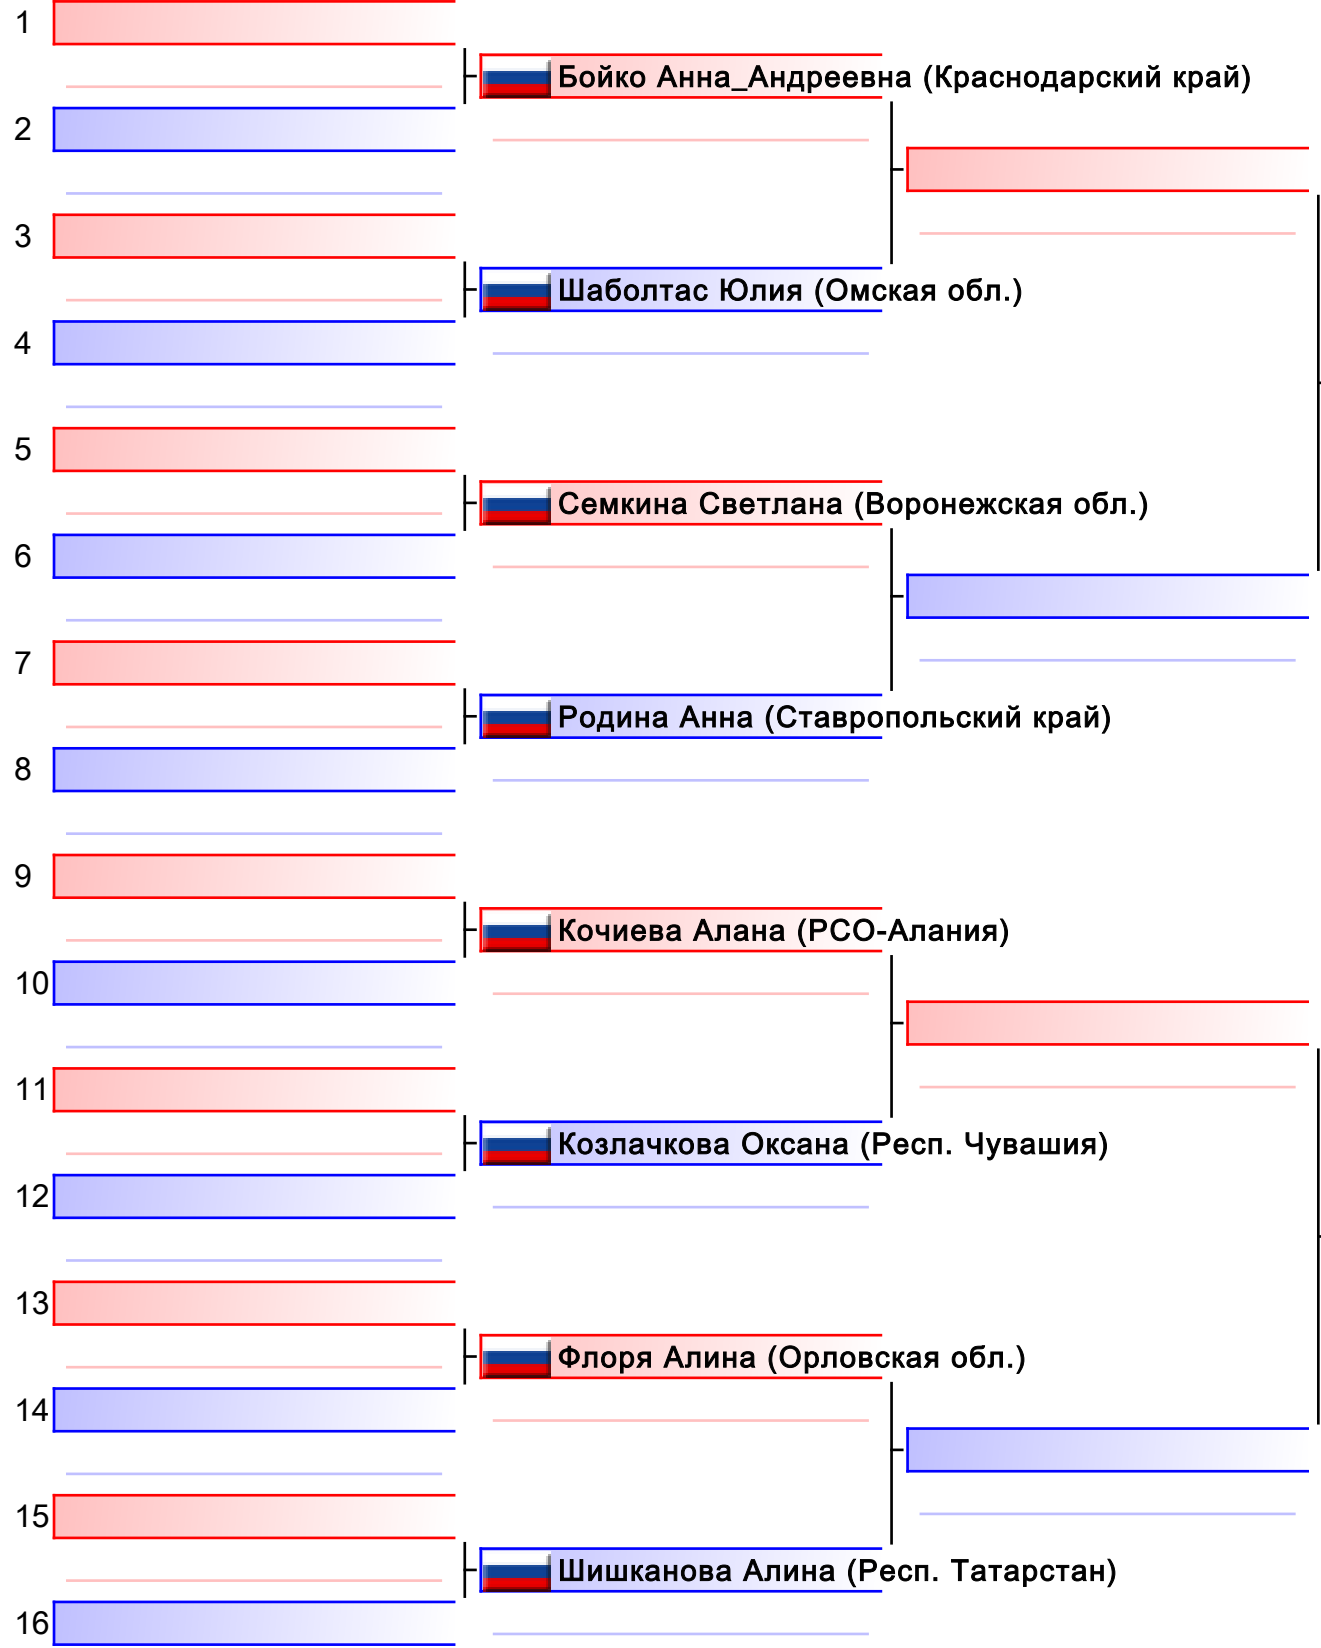 1
Бойко Анна_Андреевна (Краснодарский край)
2
3
Шаболтас Юлия (Омская обл.)
4
5
Семкина Светлана (Воронежская обл.)
6
7
Родина Анна (Ставропольский край)
8
9
Кочиева Алана (РСО-Алания)
10
11
Козлачкова Оксана (Респ. Чувашия)
12
13
Флоря Алина (Орловская обл.)
14
15
Шишканова Алина (Респ. Татарстан)
16